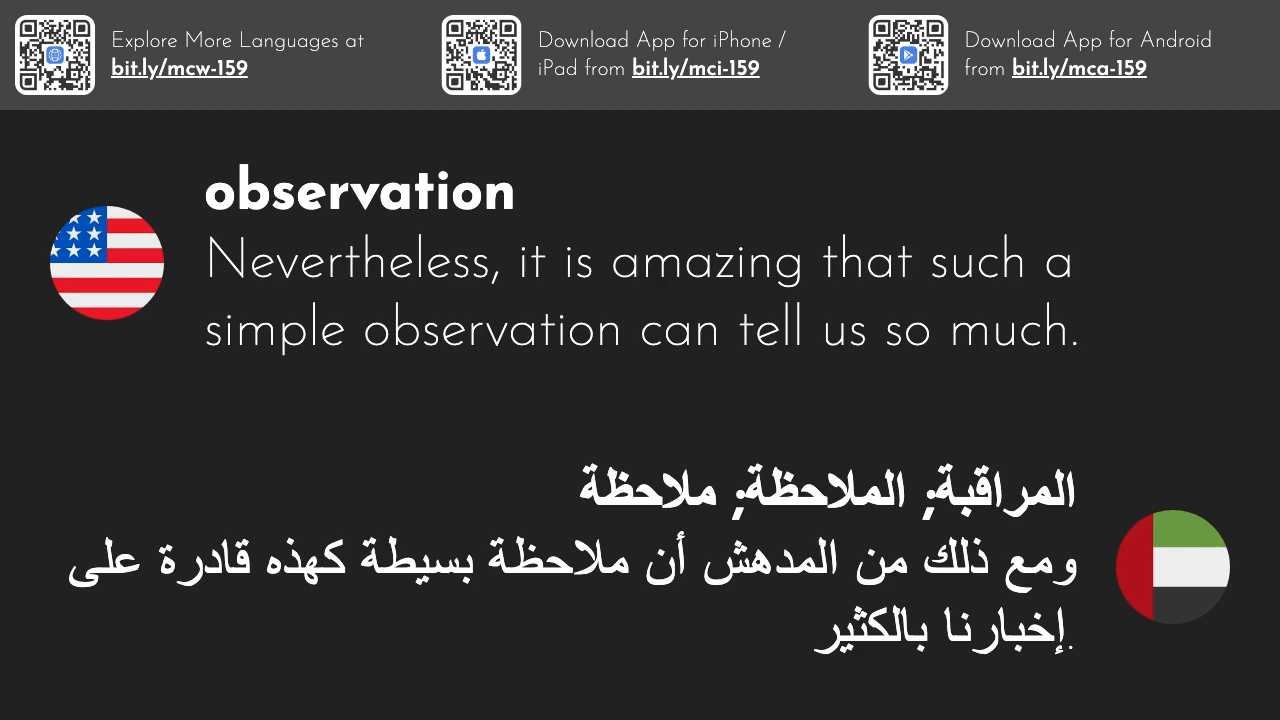 Explore More Languages at
bit.ly/mcw-159
Download App for iPhone /
iPad from bit.ly/mci-159
Download App for Android
from bit.ly/mca-159
observation
Nevertheless, it is amazing that such a
simple observation can tell us so much.
المراقبة; الملاحظة; ملاحظة
ومع ذلك من المدهش أن ملاحظة بسيطة كهذه قادرة على
إخبارنا بالكثير.